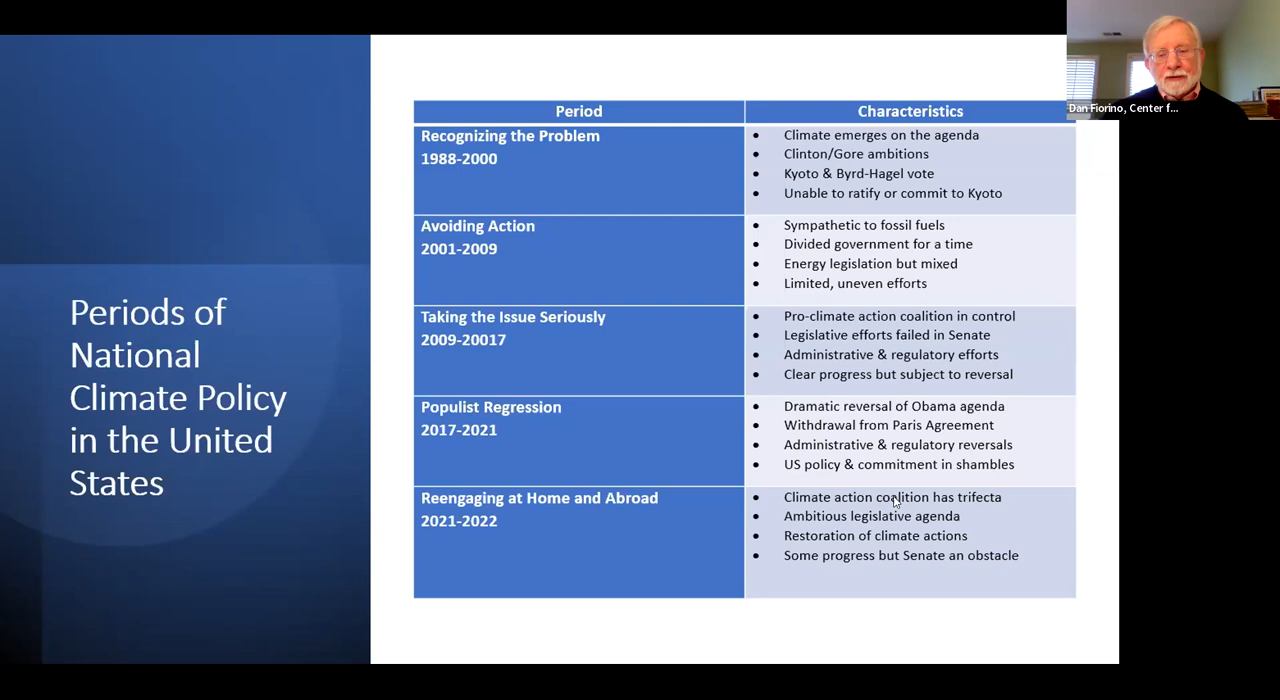 Periods of
National
Climate Policy
in the United
States
Period
Characteristics
Recognizing the Problem
1988-2000
• Climate emerges on the agenda
• Clinton/Gore ambitions
• Kyoto & Byrd-Hagel vote
• Unable to ratify or commit to Kyoto
Avoiding Action
2001-2009
• Sympathetic to fossil fuels
• Divided government for a time
• Energy legislation but mixed
• Limited, uneven efforts
Taking the Issue Seriously
2009-20017
• Pro-climate action coalition in control
• Legislative efforts failed in Senate
• Administrative & regulatory efforts
• Clear progress but subject to reversal
Populist Regression
2017-2021
• Dramatic reversal of Obama agenda
• Withdrawal from Paris Agreement
• Administrative & regulatory reversals
• US policy & commitment in shambles
Reengaging at Home and Abroad
2021-2022
• Climate action coalition has trifecta
• Ambitious legislative agenda
• Restoration of climate actions
• Some progress but Senate an obstacle
Dan Fiorino, Center f...